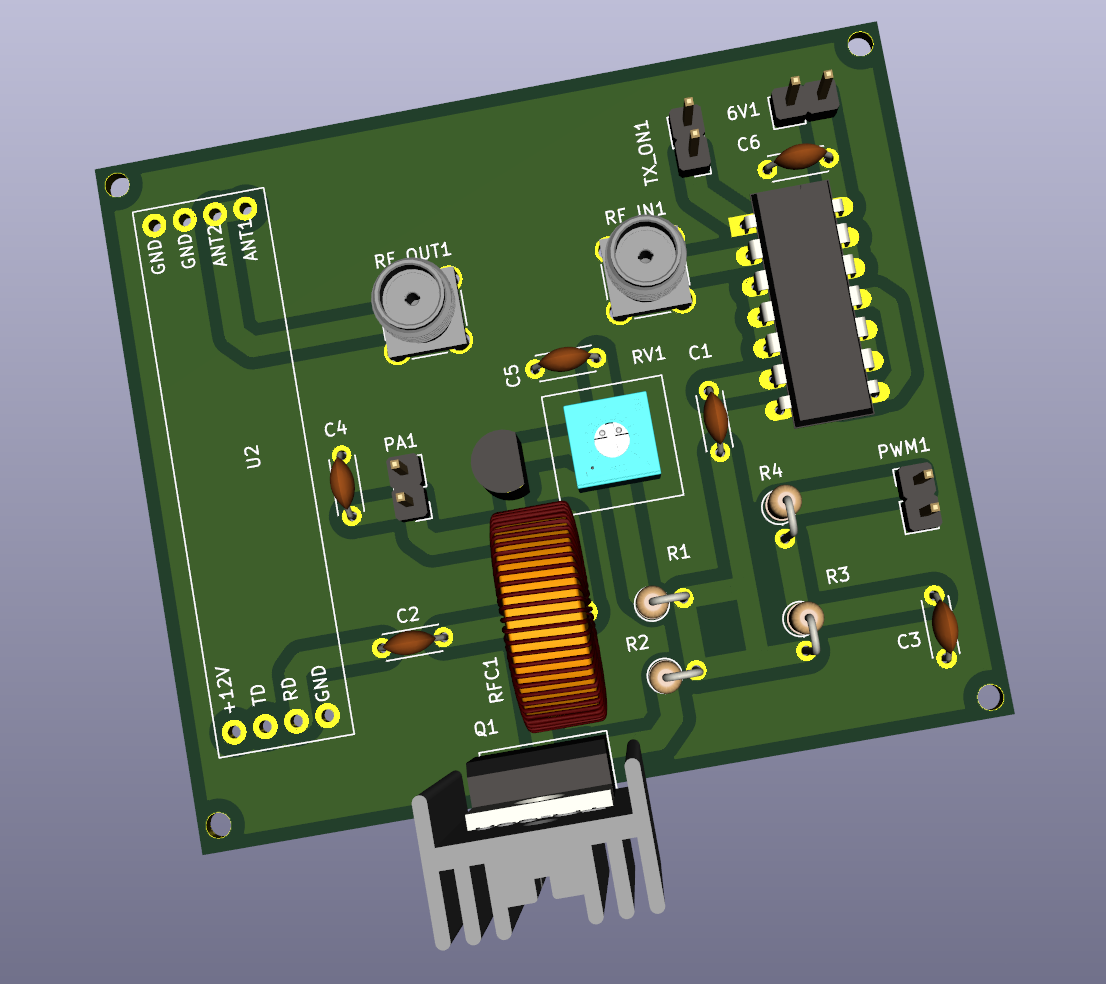 6V1
C6
TX_ON1
RF_IN1
GND
GND
ANT2
ANT1
RF_OUT1
C5
RV1
C1
C4
PA1
U2
PWM1
R4
R1
R3
C2
R2
C3
RFC1
+12V
TD
RD
GND
Q1